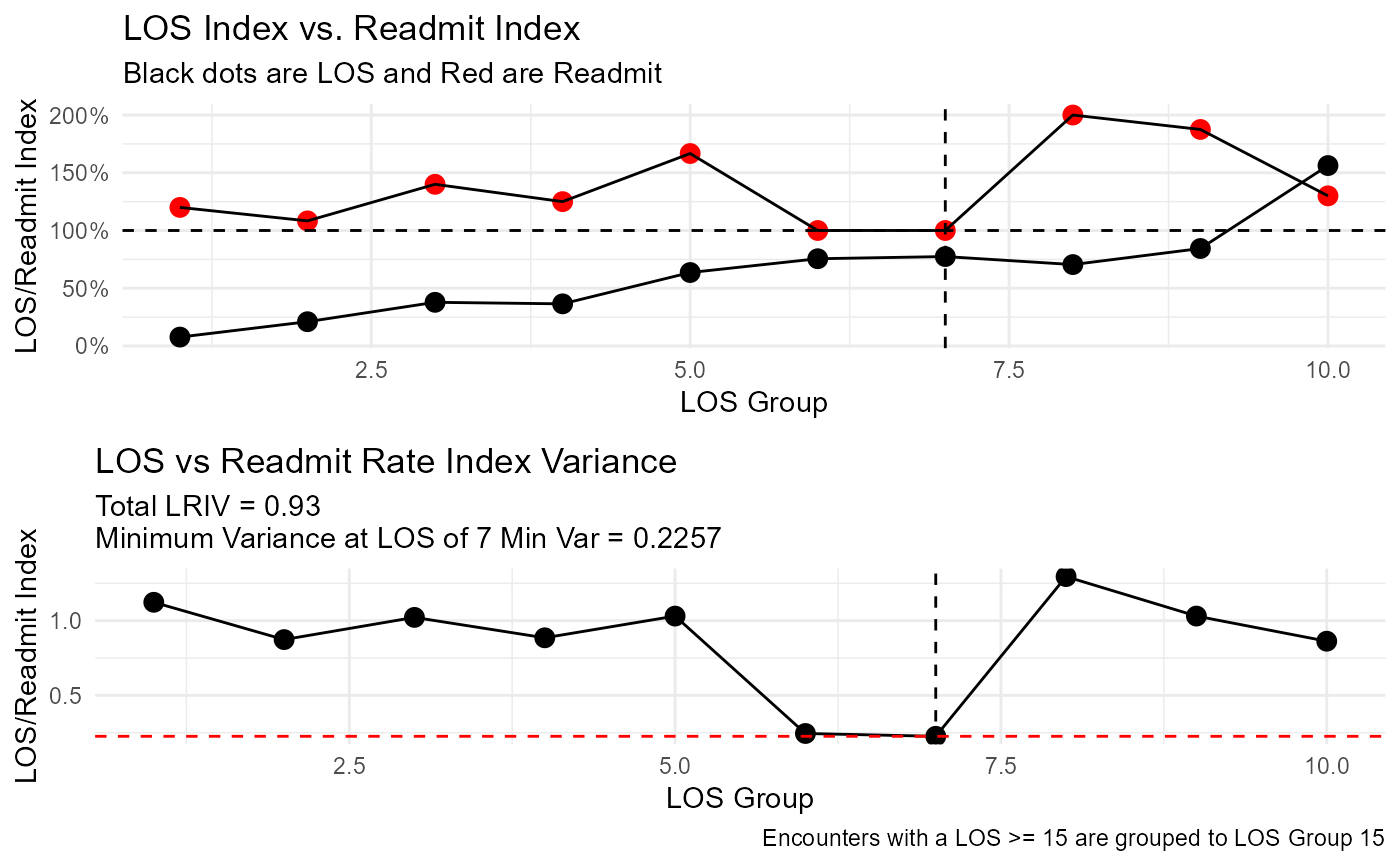 LOS Index vs. Readmit Index
Black dots are LOS and Red are Readmit
LOS/Readmit Index
200%
150%
100%
50%
0%
2.5
5.0
7.5
10.0
LOS Group
LOS vs Readmit Rate Index Variance
Total LRIV = 0.93
Minimum Variance at LOS of 7 Min Var = 0.2257
LOS/Readmit Index
1.0
0.5
2.5
5.0
7.5
10.0
LOS Group
Encounters with a LOS >= 15 are grouped to LOS Group 15